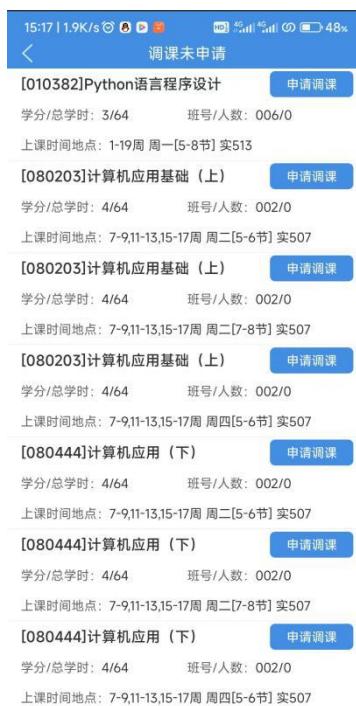 15:17 | 1.9K/s HD 4G 4G 48%
调课未申请
[010382]Python语言程序设计 申请调课
学分/总学时：3/64 班号/人数：006/0
上课时间地点：1-19周 周一[5-8节] 实513
[080203]计算机应用基础（上） 申请调课
学分/总学时：4/64 班号/人数：002/0
上课时间地点：7-9,11-13,15-17周 周二[5-6节] 实507
[080203]计算机应用基础（上） 申请调课
学分/总学时：4/64 班号/人数：002/0
上课时间地点：7-9,11-13,15-17周 周二[7-8节] 实507
[080203]计算机应用基础（上） 申请调课
学分/总学时：4/64 班号/人数：002/0
上课时间地点：7-9,11-13,15-17周 周四[5-6节] 实507
[080444]计算机应用（下） 申请调课
学分/总学时：4/64 班号/人数：002/0
上课时间地点：7-9,11-13,15-17周 周二[5-6节] 实507
[080444]计算机应用（下） 申请调课
学分/总学时：4/64 班号/人数：002/0
上课时间地点：7-9,11-13,15-17周 周二[7-8节] 实507
[080444]计算机应用（下） 申请调课
学分/总学时：4/64 班号/人数：002/0
上课时间地点：7-9,11-13,15-17周 周四[5-6节] 实507